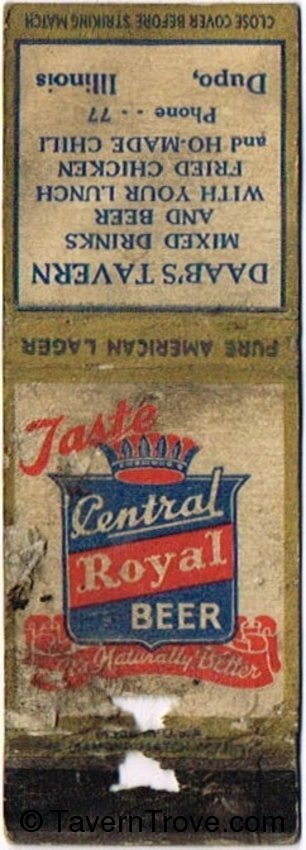 CLOSE COVER BEFORE STRIKING MATCH
DAAB'S TAVERN
MIXED DRINKS
AND BEER
WITH YOUR LUNCH
FRIED CHICKEN
and HO-MADE CHILI
Phone - - 77
Dupo, Illinois
PURE AMERICAN LAGER
Taste
Central
Royal
BEER
Naturally Better
© TavernTrove.com